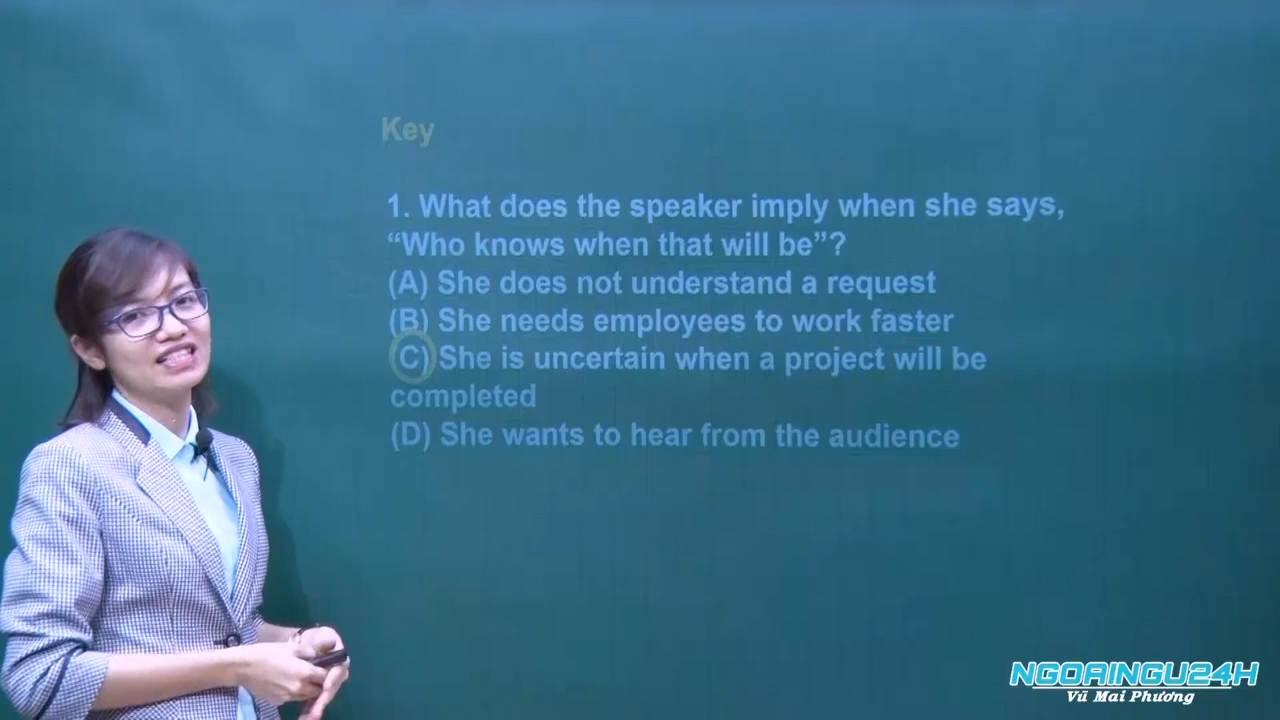 Key
1. What does the speaker imply when she says,
“Who knows when that will be”?
(A) She does not understand a request
(B) She needs employees to work faster
(C) She is uncertain when a project will be
completed
(D) She wants to hear from the audience
NGOAINGU24H
Vũ Mai Phương